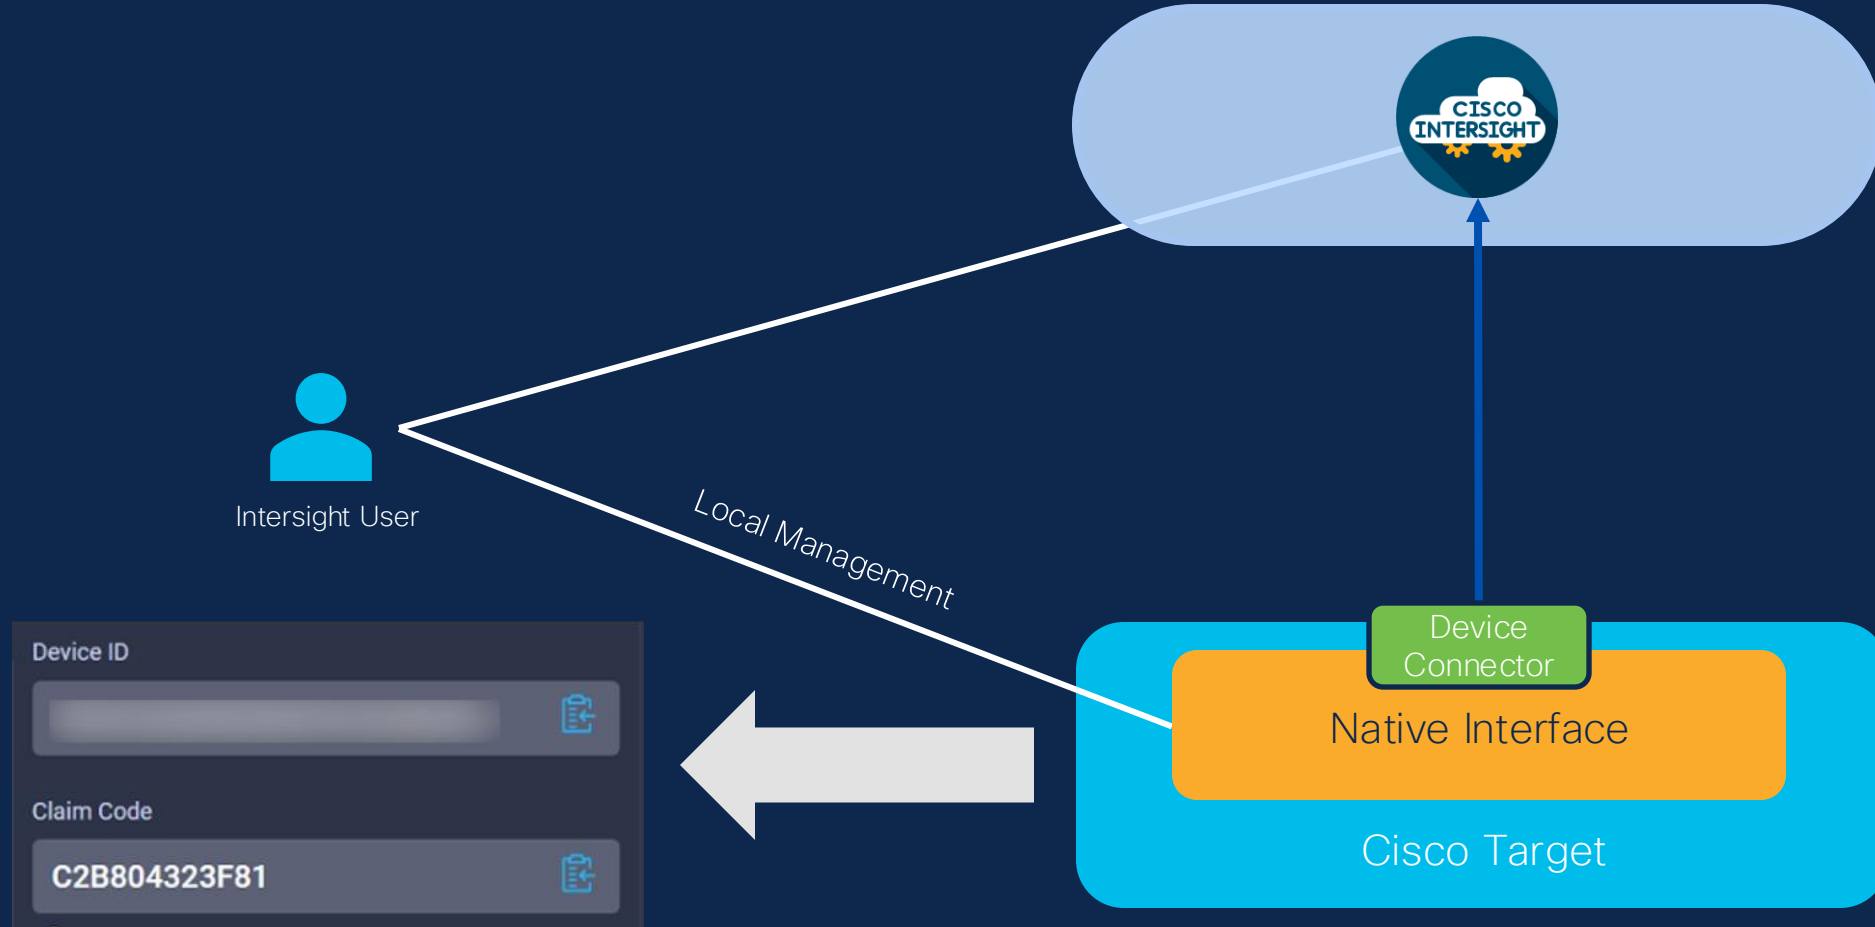 CISCO
INTERSIGHT
Intersight User
Local Management
Device
Connector
Native Interface
Cisco Target
Device ID
Claim Code
C2B804323F81